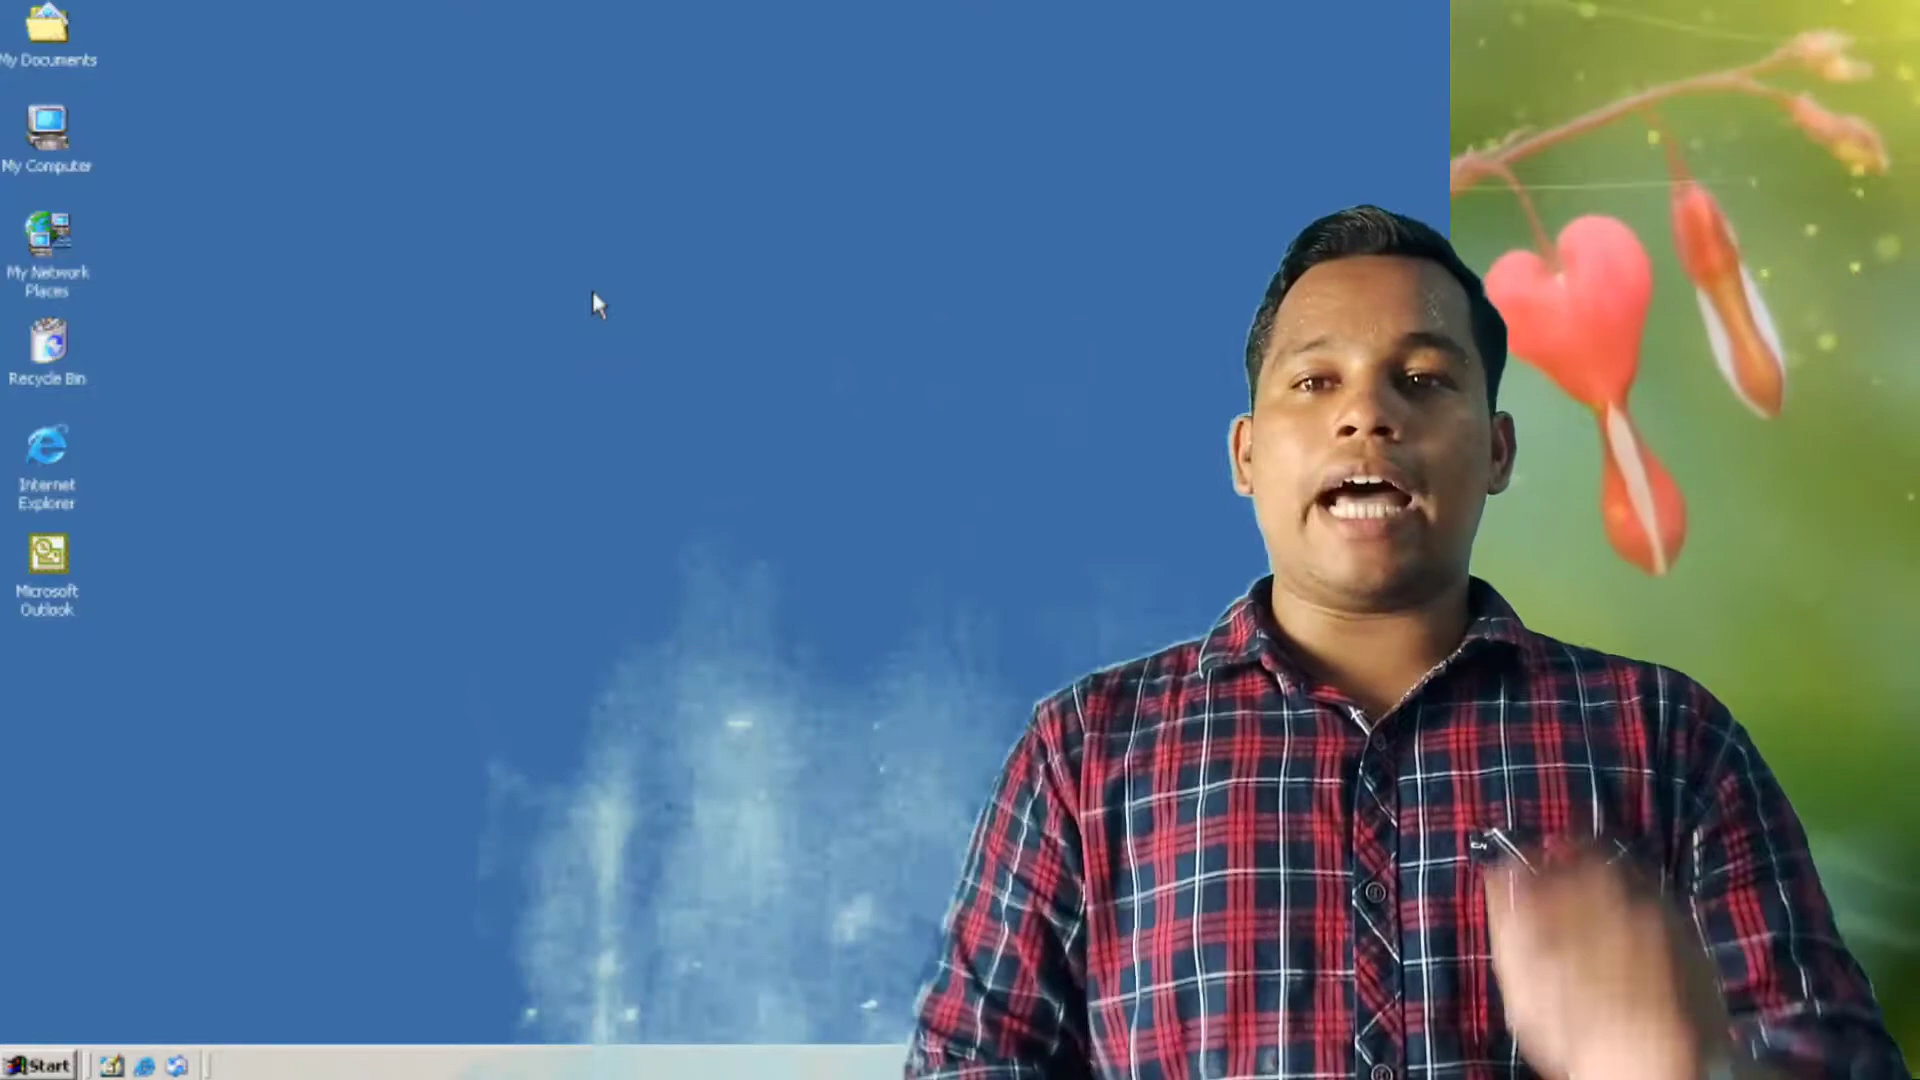 My Documents
My Computer
My Network
Places
Recycle Bin
Internet
Explorer
Microsoft
Outlook
Start